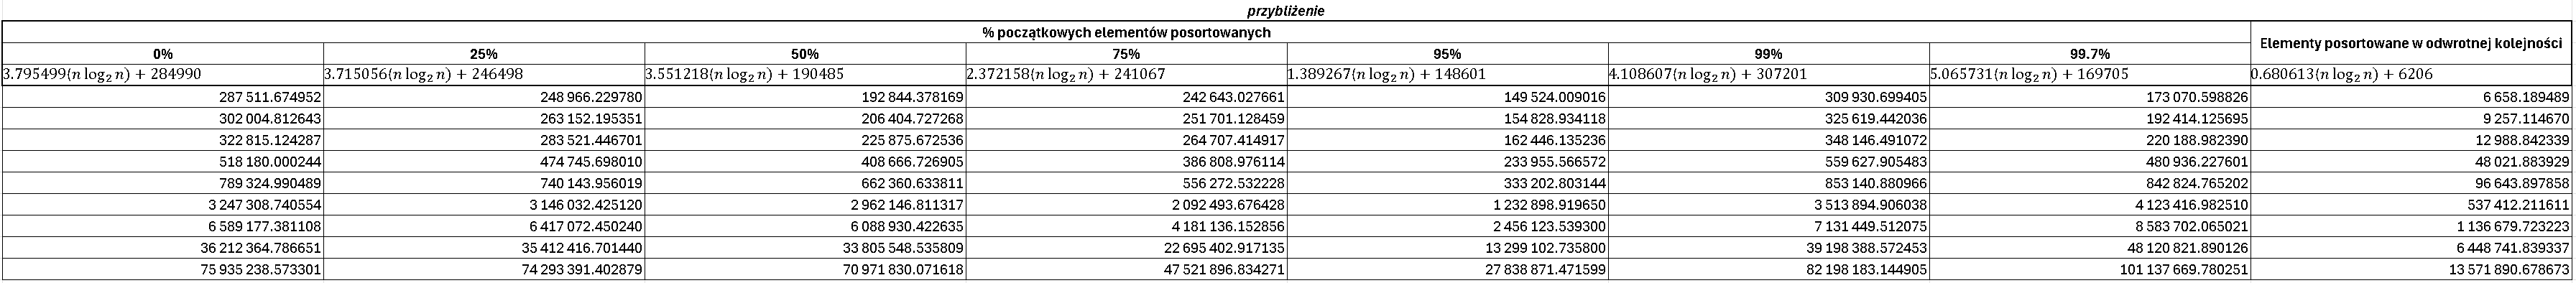 przybliżenie
% początkowych elementów posortowanych
Elementy posortowane w odwrotnej kolejności
0% 25% 50% 75% 95% 99% 99.7%
3.795499(n log₂ n) + 284990 3.715056(n log₂ n) + 246498 3.551218(n log₂ n) + 190485 2.372158(n log₂ n) + 241067 1.389267(n log₂ n) + 148601 4.108607(n log₂ n) + 307201 5.065731(n log₂ n) + 169705 0.680613(n log₂ n) + 6206
287 511.674952 248 966.229780 192 844.378169 242 643.027661 149 524.009016 309 930.699405 173 070.598826 6 658.189489
302 004.812643 263 152.195351 206 404.727268 251 701.128459 154 828.934118 325 619.442036 192 414.125695 9 257.114670
322 815.124287 283 521.446701 225 875.672536 264 707.414917 162 446.135236 348 146.491072 220 188.982390 12 988.842339
518 180.000244 474 745.698010 408 666.726905 386 808.976114 233 955.566572 559 627.905483 480 936.227601 48 021.883929
789 324.990489 740 143.956019 662 360.633811 556 272.532228 333 202.803144 853 140.880966 842 824.765202 96 643.897858
3 247 308.740554 3 146 032.425120 2 962 146.811317 2 092 493.676428 1 232 898.919650 3 513 894.906038 4 123 416.982510 537 412.211611
6 589 177.381108 6 417 072.450240 6 088 930.422635 4 181 136.152856 2 456 123.539300 7 131 449.512075 8 583 702.065021 1 136 679.723223
36 212 364.786651 35 412 416.701440 33 805 548.535809 22 695 402.917135 13 299 102.735800 39 198 388.572453 48 120 821.890126 6 448 741.839337
75 935 238.573301 74 293 391.402879 70 971 830.071618 47 521 896.834271 27 838 871.471599 82 198 183.144905 101 137 669.780251 13 571 890.678673